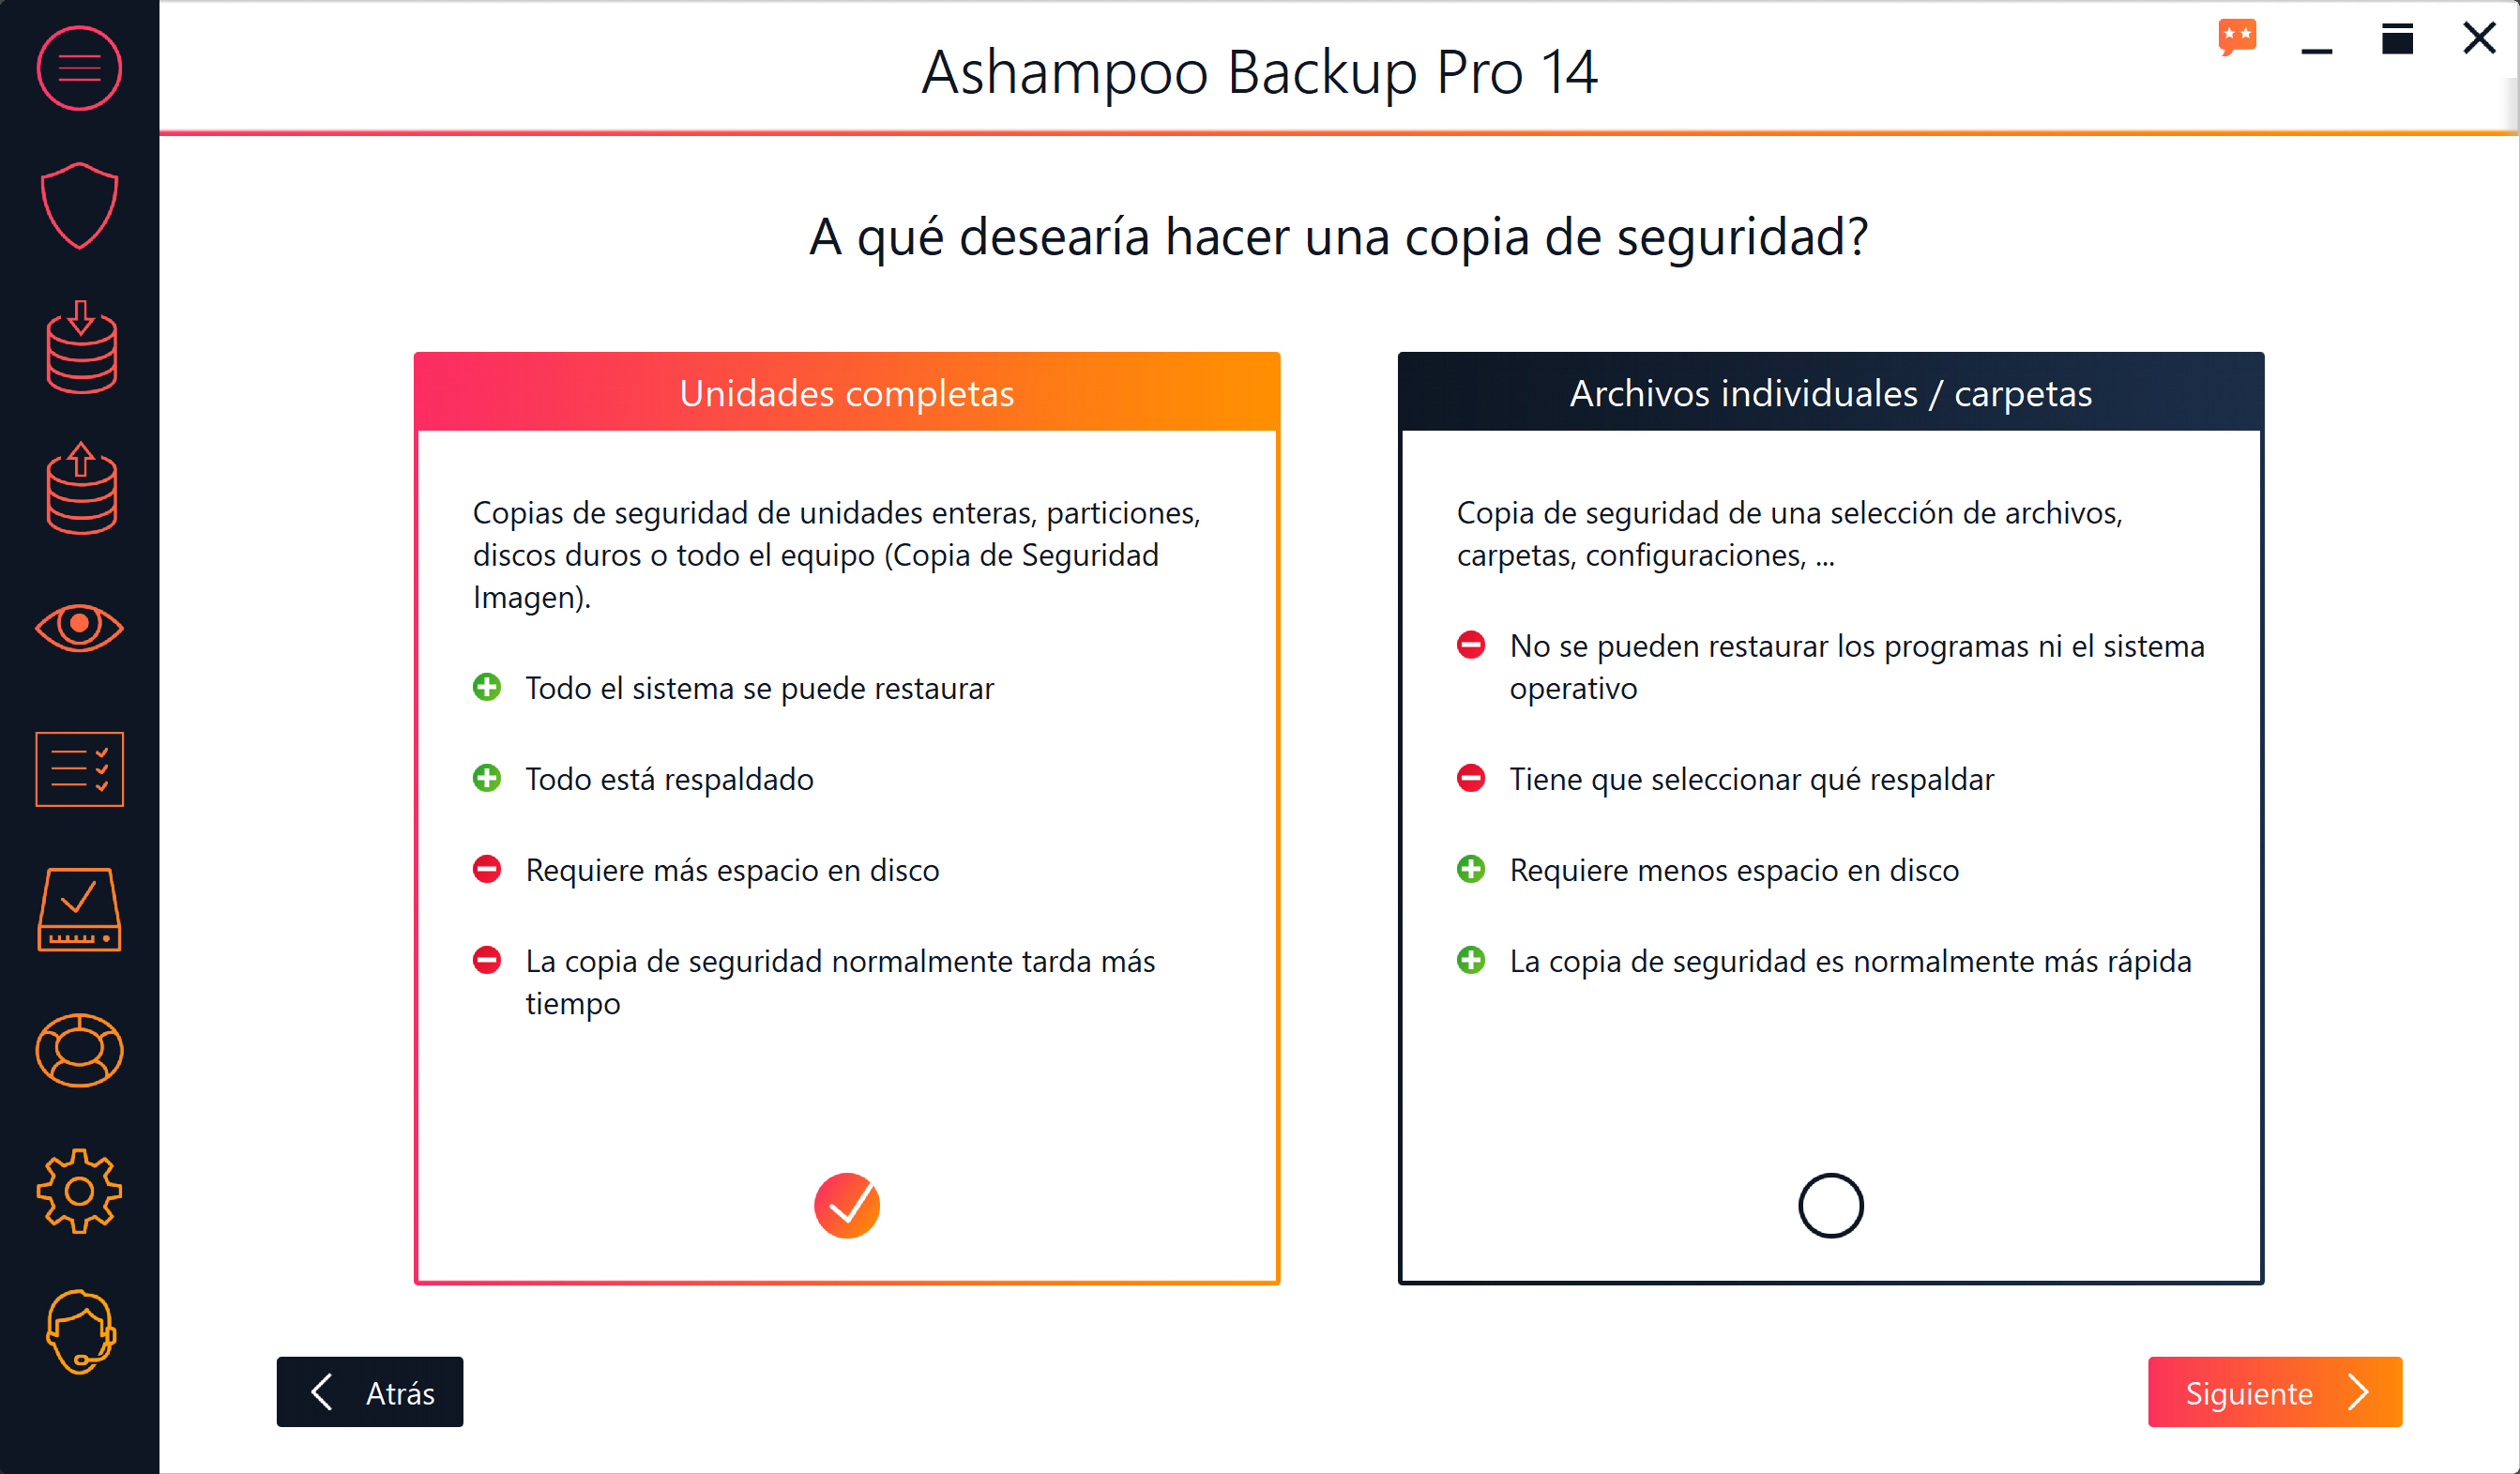 Ashampoo Backup Pro 14
A qué desearía hacer una copia de seguridad?
Unidades completas
Copias de seguridad de unidades enteras, particiones,
discos duros o todo el equipo (Copia de Seguridad
Imagen).
Todo el sistema se puede restaurar
Todo está respaldado
Requiere más espacio en disco
La copia de seguridad normalmente tarda más
tiempo
Archivos individuales / carpetas
Copia de seguridad de una selección de archivos,
carpetas, configuraciones, ...
No se pueden restaurar los programas ni el sistema
operativo
Tiene que seleccionar qué respaldar
Requiere menos espacio en disco
La copia de seguridad es normalmente más rápida
Atrás
Siguiente